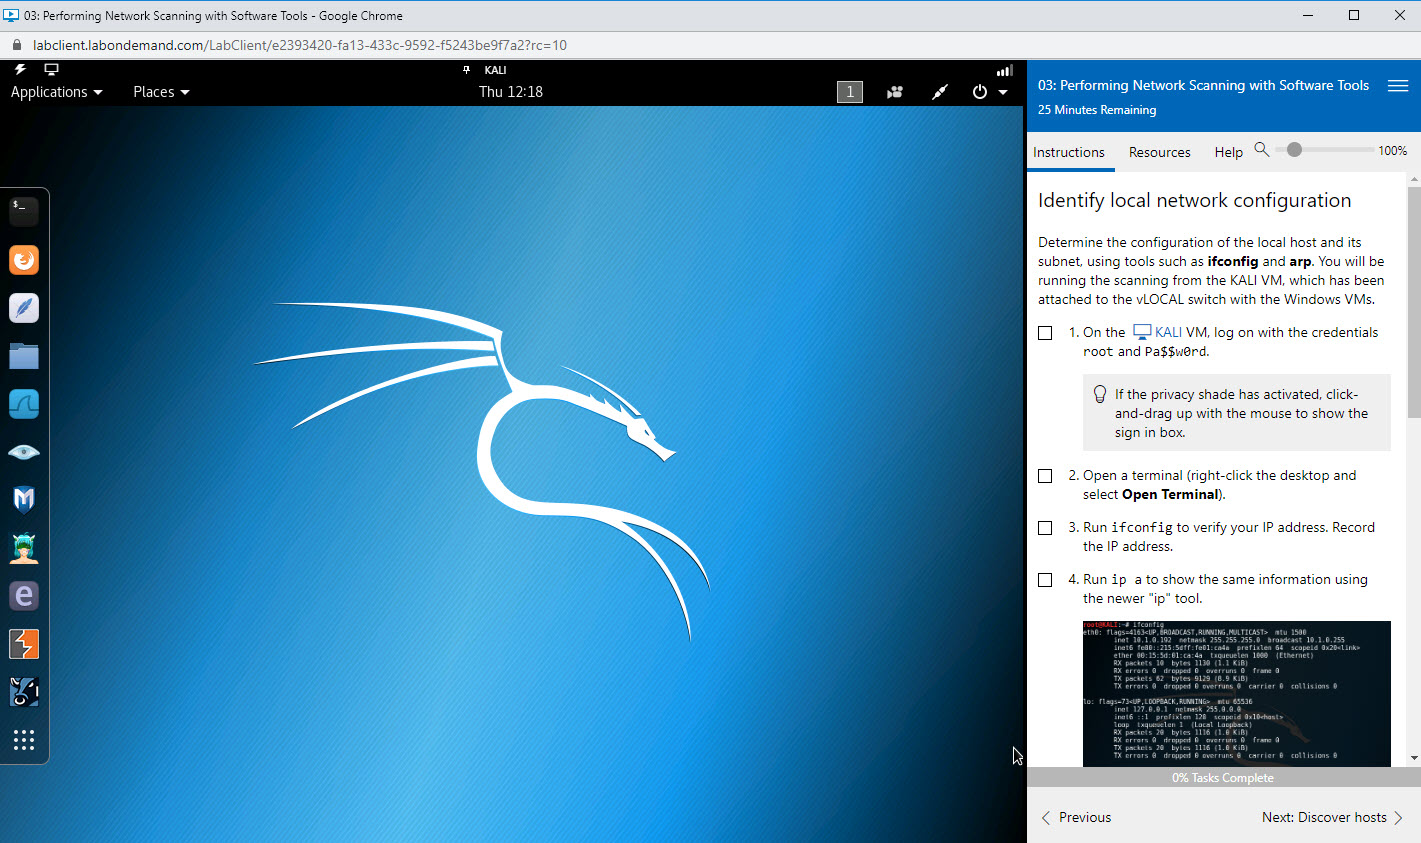 03: Performing Network Scanning with Software Tools - Google Chrome
labclient.labondemand.com/LabClient/e2393420-fa13-433c-9592-f5243be9f7a2?rc=10
KALI
Applications
Places
Thu 12:18
1
$_
e
03: Performing Network Scanning with Software Tools
25 Minutes Remaining
Instructions
Resources
Help
100%
Identify local network configuration
Determine the configuration of the local host and its
subnet, using tools such as ifconfig and arp. You will be
running the scanning from the KALI VM, which has been
attached to the vLOCAL switch with the Windows VMs.
1. On the KALI VM, log on with the credentials
root and Pa$$w0rd.
If the privacy shade has activated, click-
and-drag up with the mouse to show the
sign in box.
2. Open a terminal (right-click the desktop and
select Open Terminal).
3. Run ifconfig to verify your IP address. Record
the IP address.
4. Run ip a to show the same information using
the newer "ip" tool.
root@KALI:~# ifconfig
eth0: flags=4163<UP,BROADCAST,RUNNING,MULTICAST> mtu 1500
inet 10.1.0.192 netmask 255.255.255.0 broadcast 10.1.0.255
inet6 fe80::215:5dff:fe01:ca4a prefixlen 64 scopeid 0x20<link>
ether 00:15:5d:01:ca:4a txqueuelen 1000 (Ethernet)
RX packets 10 bytes 1130 (1.1 KiB)
RX errors 0 dropped 0 overruns 0 frame 0
TX packets 62 bytes 9129 (8.9 KiB)
TX errors 0 dropped 0 overruns 0 carrier 0 collisions 0
lo: flags=73<UP,LOOPBACK,RUNNING> mtu 65536
inet 127.0.0.1 netmask 255.0.0.0
inet6 ::1 prefixlen 128 scopeid 0x10<host>
loop txqueuelen 1 (Local Loopback)
RX packets 20 bytes 1116 (1.0 KiB)
RX errors 0 dropped 0 overruns 0 frame 0
TX packets 20 bytes 1116 (1.0 KiB)
TX errors 0 dropped 0 overruns 0 carrier 0 collisions 0
0% Tasks Complete
Previous
Next: Discover hosts